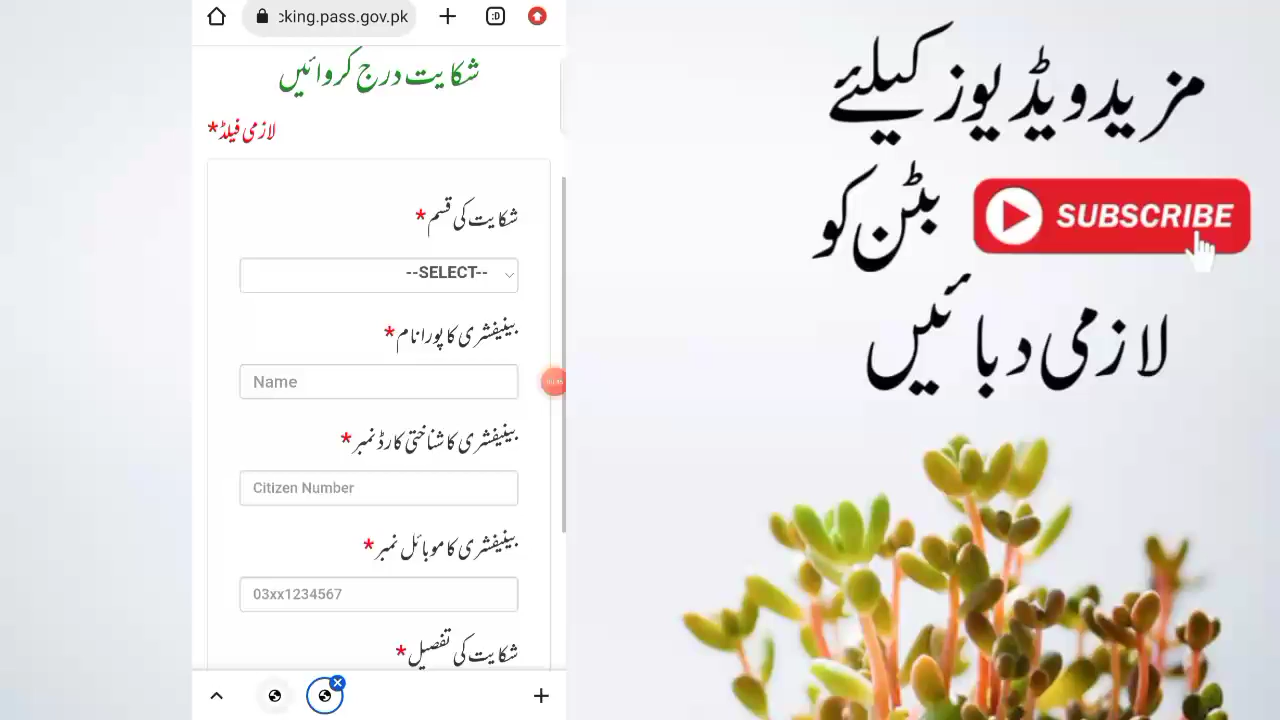 cking.pass.gov.pk
:D
شکایت درج کروائیں
لازمی فیلڈ*
شکایت کی قسم*
--SELECT--
بینیفشری کا پورا نام*
Name
بینیفشری کا شناختی کارڈ نمبر*
Citizen Number
بینیفشری کا موبائل نمبر*
03xx1234567
شکایت کی تفصیل*
مزید ویڈیوز کیلئے
SUBSCRIBE بٹن کو
لازمی دبائیں